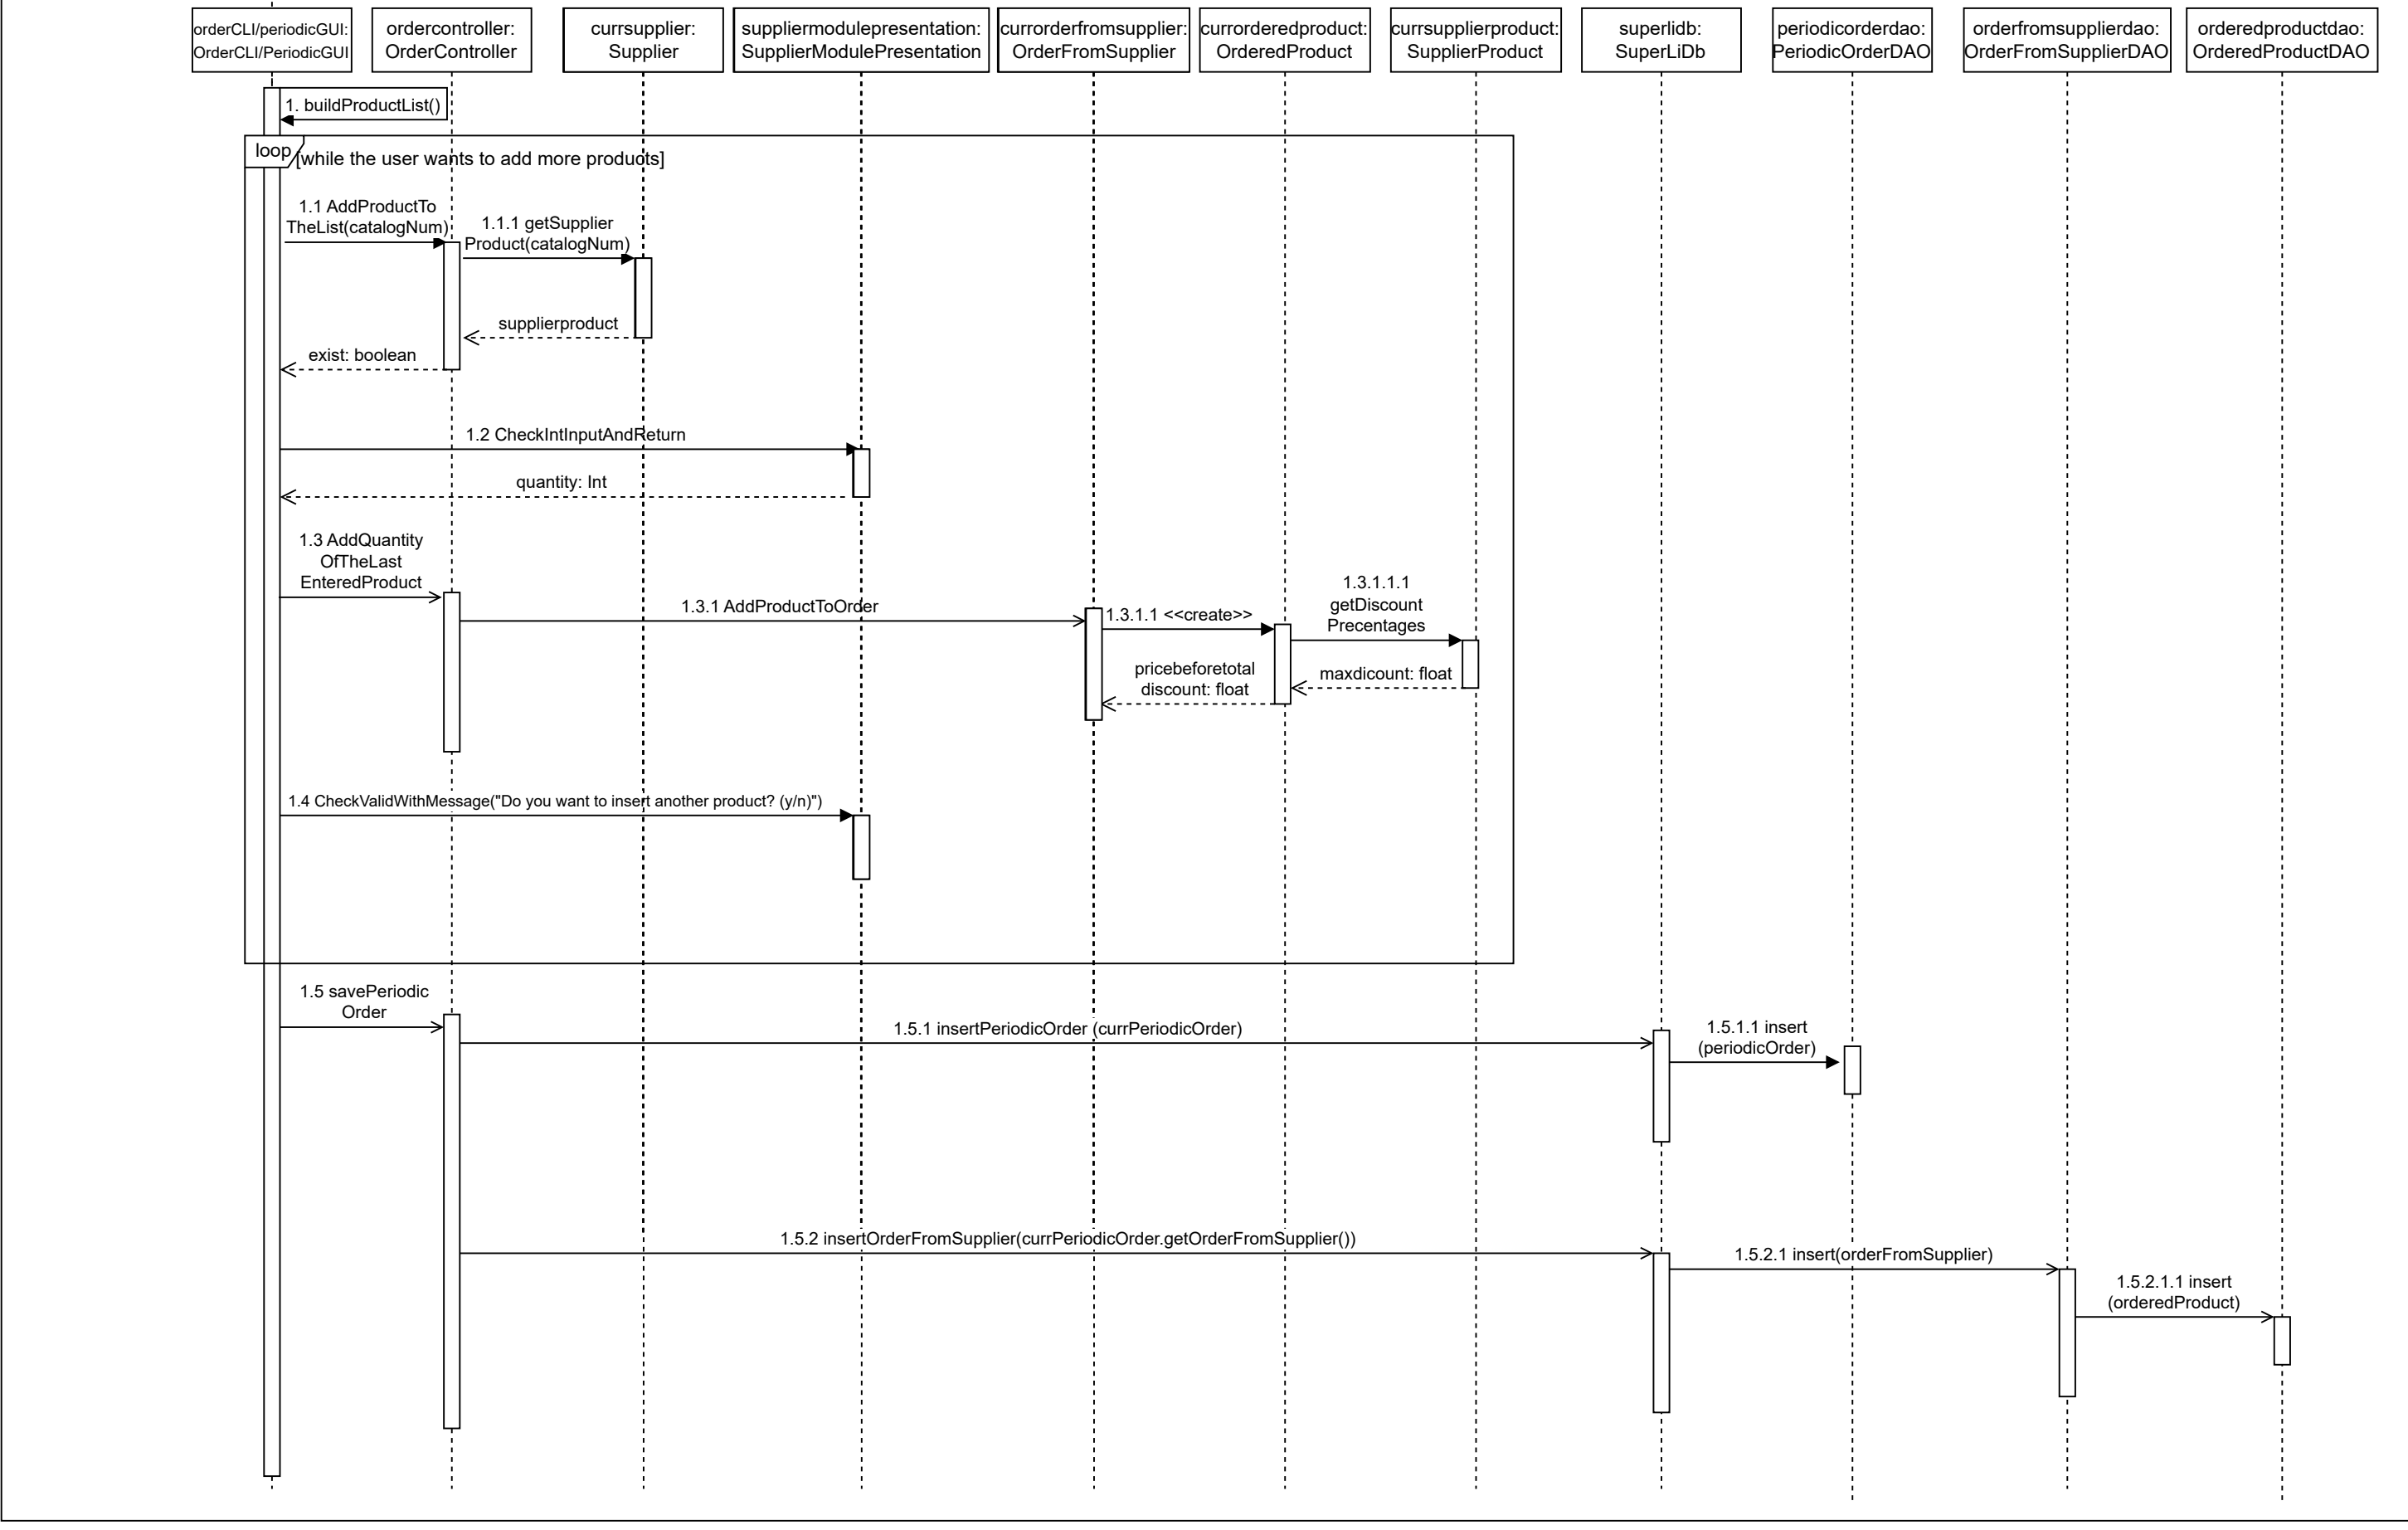 orderCLI/periodicGUI:
OrderCLI/PeriodicGUI
ordercontroller:
OrderController
currsupplier:
Supplier
suppliermodulepresentation:
SupplierModulePresentation
currorderfromsupplier:
OrderFromSupplier
currorderedproduct:
OrderedProduct
currsupplierproduct:
SupplierProduct
superlidb:
SuperLiDb
periodicorderdao:
PeriodicOrderDAO
orderfromsupplierdao:
OrderFromSupplierDAO
orderedproductdao:
OrderedProductDAO
1. buildProductList()
loop
[while the user wants to add more products]
1.1 AddProductTo
TheList(catalogNum)
1.1.1 getSupplier
Product(catalogNum)
supplierproduct
exist: boolean
1.2 CheckIntInputAndReturn
quantity: Int
1.3 AddQuantity
OfTheLast
EnteredProduct
1.3.1 AddProductToOrder
1.3.1.1 <<create>>
1.3.1.1.1
getDiscount
Precentages
maxdicount: float
pricebeforetotal
discount: float
1.4 CheckValidWithMessage("Do you want to insert another product? (y/n)")
1.5 savePeriodic
Order
1.5.1 insertPeriodicOrder (currPeriodicOrder)
1.5.1.1 insert
(periodicOrder)
1.5.2 insertOrderFromSupplier(currPeriodicOrder.getOrderFromSupplier())
1.5.2.1 insert(orderFromSupplier)
1.5.2.1.1 insert
(orderedProduct)